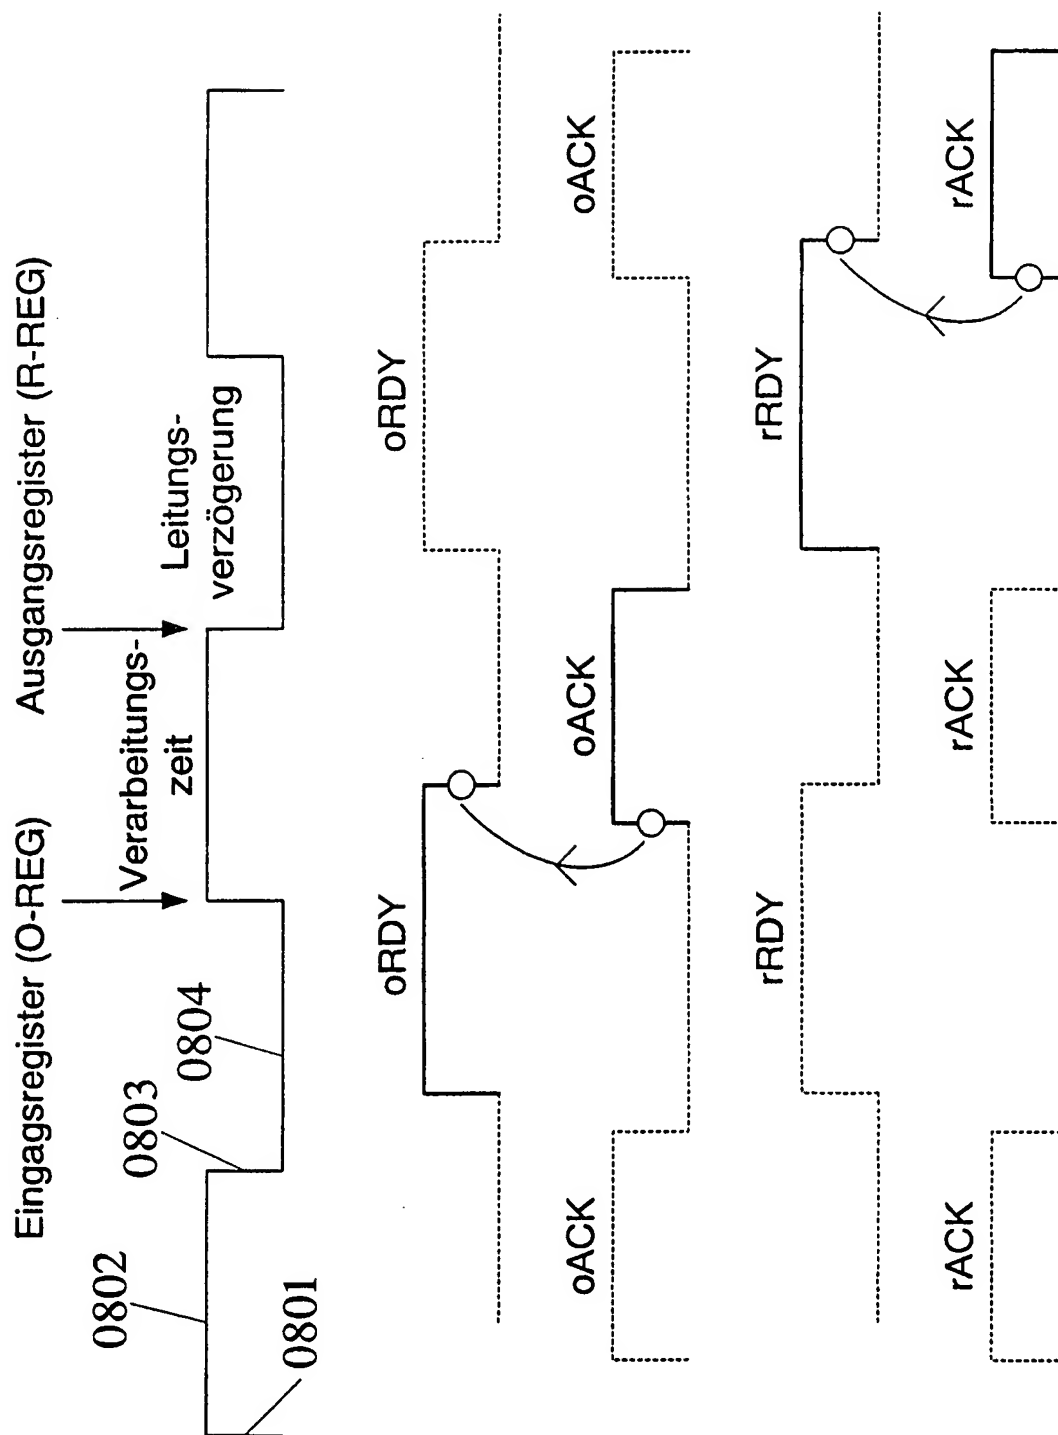 Eingagsregister (O-REG)
Ausgangsregister (R-REG)
0802
0803
Verarbeitungs-
zeit
Leitungs-
verzögerung
0804
0801
oRDY
oRDY
oACK
oACK
oACK
rRDY
rRDY
rACK
rACK
rACK